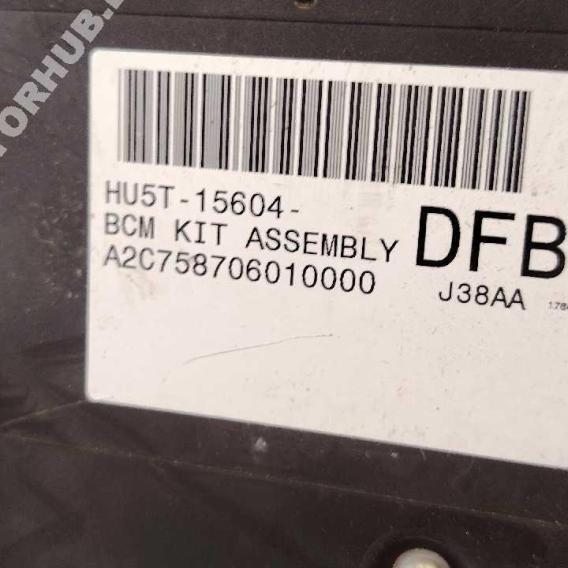 HU5T-15604-
BCM KIT ASSEMBLY
DFB
A2C758706010000
J38AA